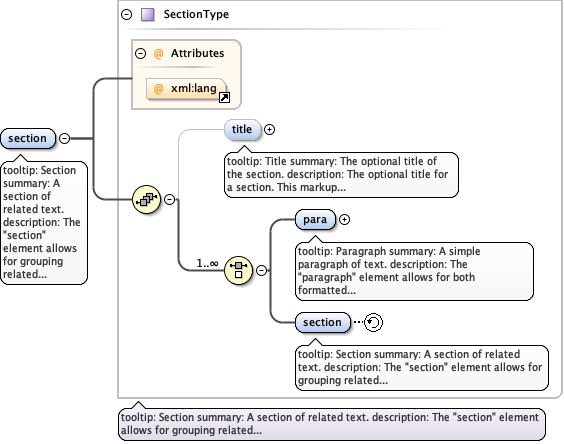 SectionType
@ Attributes
@ xml:lang
section
tooltip: Section
summary: A
section of
related text.
description: The
"section"
element allows
for grouping
related...
title
tooltip: Title summary: The optional title of
the section. description: The optional title for
a section. This markup...
1..∞
para
tooltip: Paragraph summary: A simple
paragraph of text. description: The
"paragraph" element allows for both
formatted...
section
tooltip: Section summary: A section of related
text. description: The "section" element allows for
grouping related...
tooltip: Section summary: A section of related text. description: The "section" element
allows for grouping related...